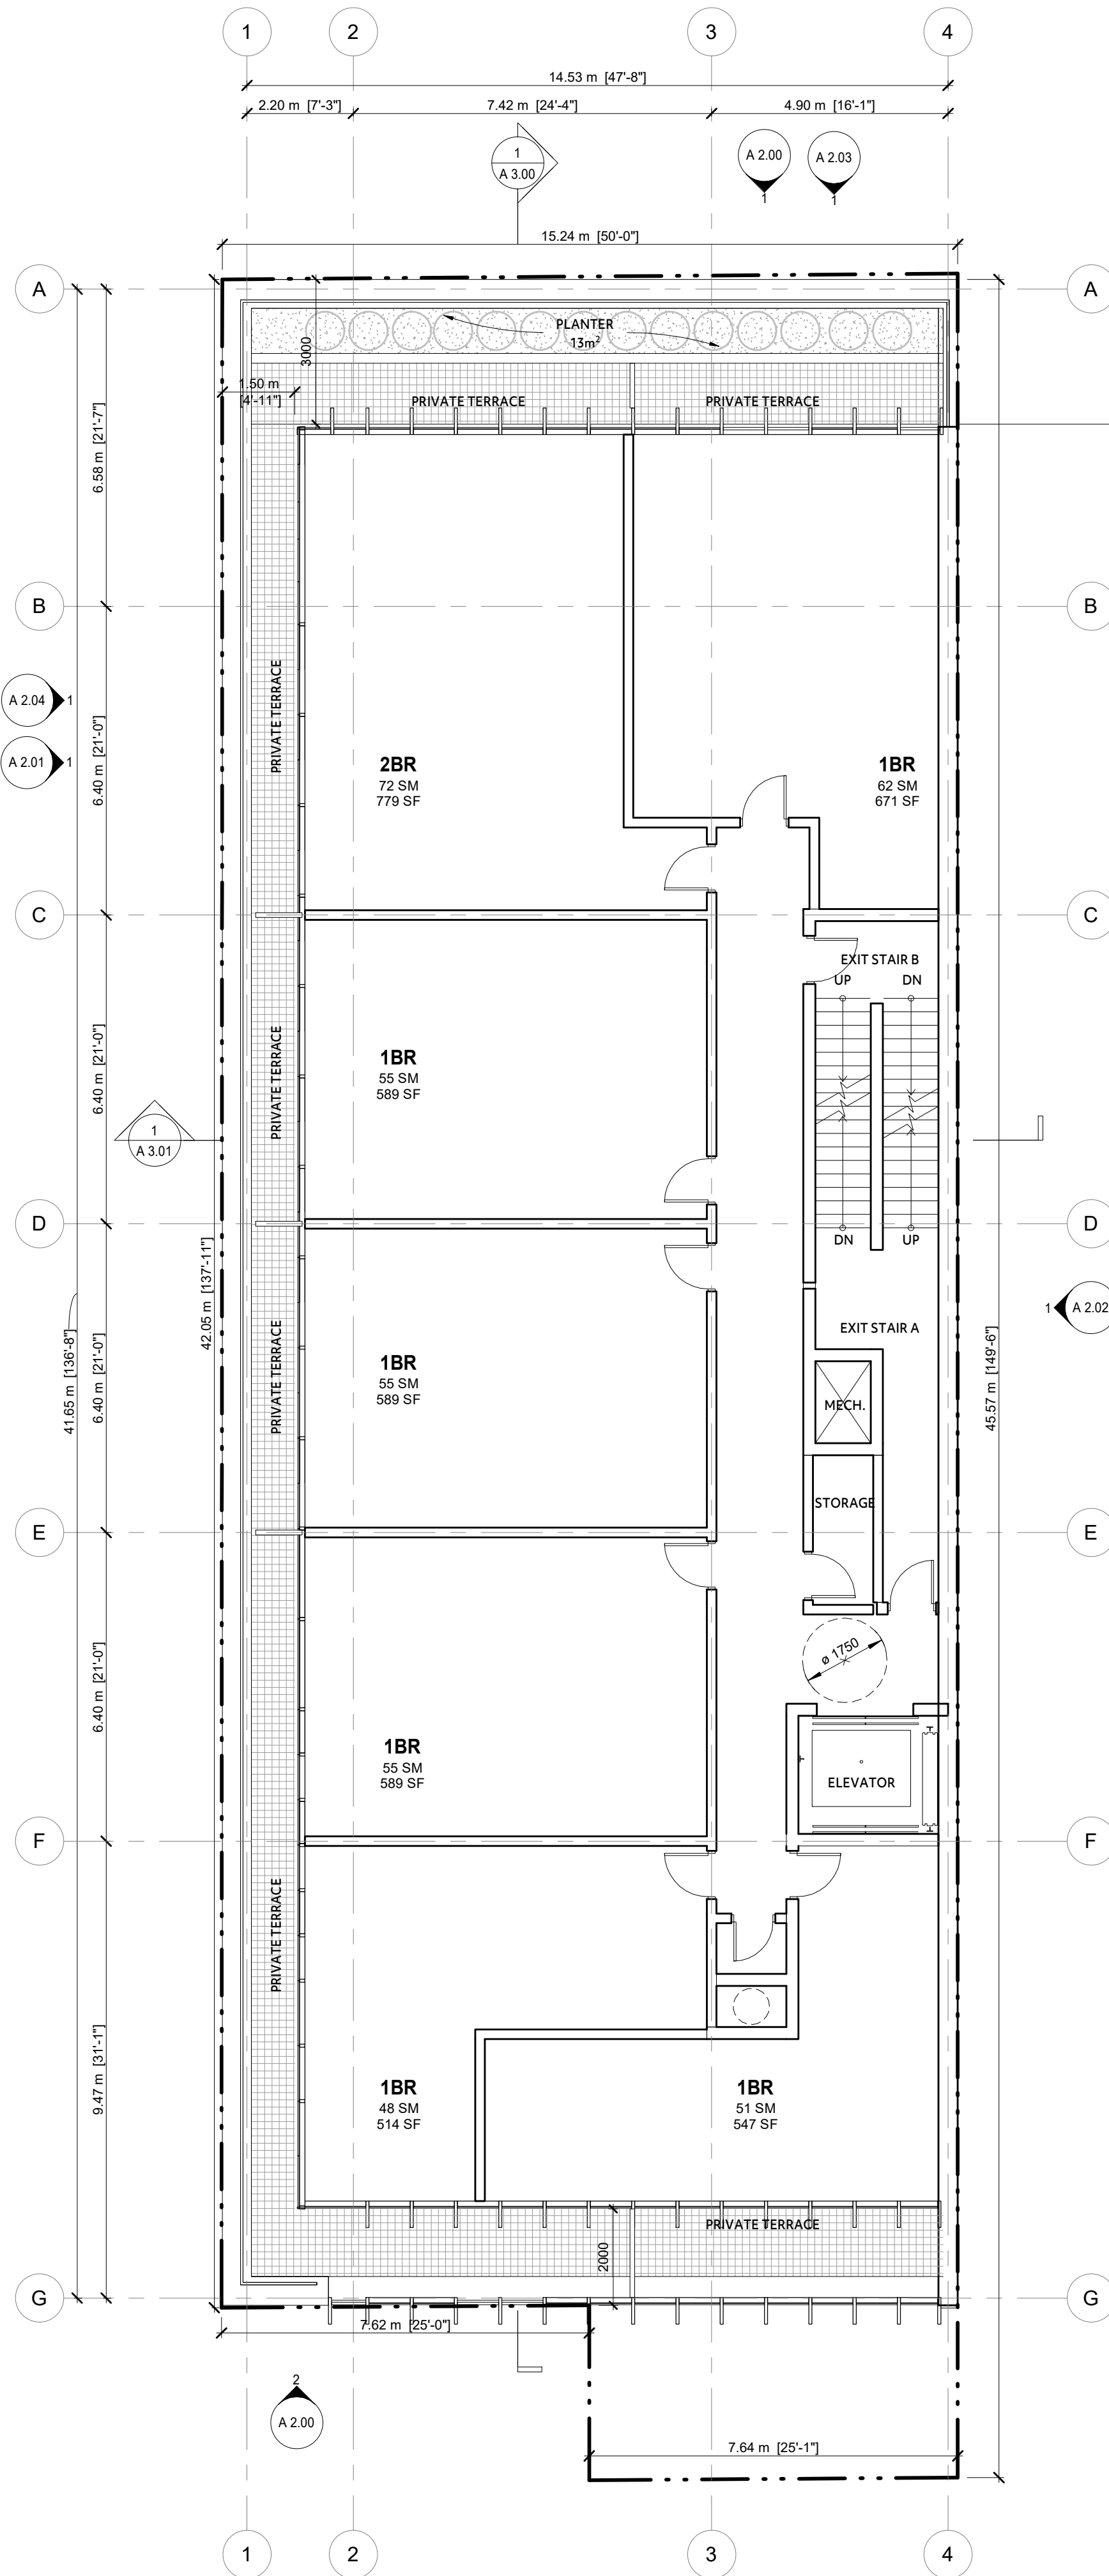 1 2 3 4
14.53 m [47'-8"]
2.20 m [7'-3"] 7.42 m [24'-4"] 4.90 m [16'-1"]
1
A 3.00
A 2.00
1
A 2.03
1
15.24 m [50'-0"]
A A
PLANTER
13m²
3000
1.50 m
[4'-11"]
PRIVATE TERRACE PRIVATE TERRACE
6.58 m [21'-7"]
B B
A 2.04 1
A 2.01 1
6.40 m [21'-0"]
PRIVATE TERRACE
2BR
72 SM
779 SF
1BR
62 SM
671 SF
C C
EXIT STAIR B
UP DN
6.40 m [21'-0"]
PRIVATE TERRACE
1BR
55 SM
589 SF
1
A 3.01
D D
DN UP
42.05 m [137'-11"]
41.65 m [136'-8"]
6.40 m [21'-0"]
PRIVATE TERRACE
1BR
55 SM
589 SF
EXIT STAIR A
1 A 2.02
45.57 m [149'-6"]
MECH.
STORAGE
E E
6.40 m [21'-0"]
ø 1750
1BR
55 SM
589 SF
ELEVATOR
F F
PRIVATE TERRACE
9.47 m [31'-1"]
1BR
48 SM
514 SF
1BR
51 SM
547 SF
PRIVATE TERRACE
2000
G G
7.62 m [25'-0"]
2
A 2.00
7.64 m [25'-1"]
1 2 3 4